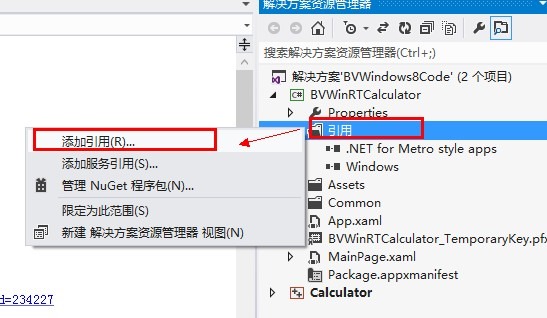 解决方案资源管理器
搜索解决方案资源管理器(Ctrl+;)
解决方案'BVWindows8Code' (2 个项目)
BVWinRTCalculator
Properties
引用
.NET for Metro style apps
Windows
Assets
Common
App.xaml
BVWinRTCalculator_TemporaryKey.pfx
MainPage.xaml
Package.appxmanifest
Calculator
添加引用(R)...
添加服务引用(S)...
管理 NuGet 程序包(N)...
限定为此范围(S)
新建 解决方案资源管理器 视图(N)
d=234227